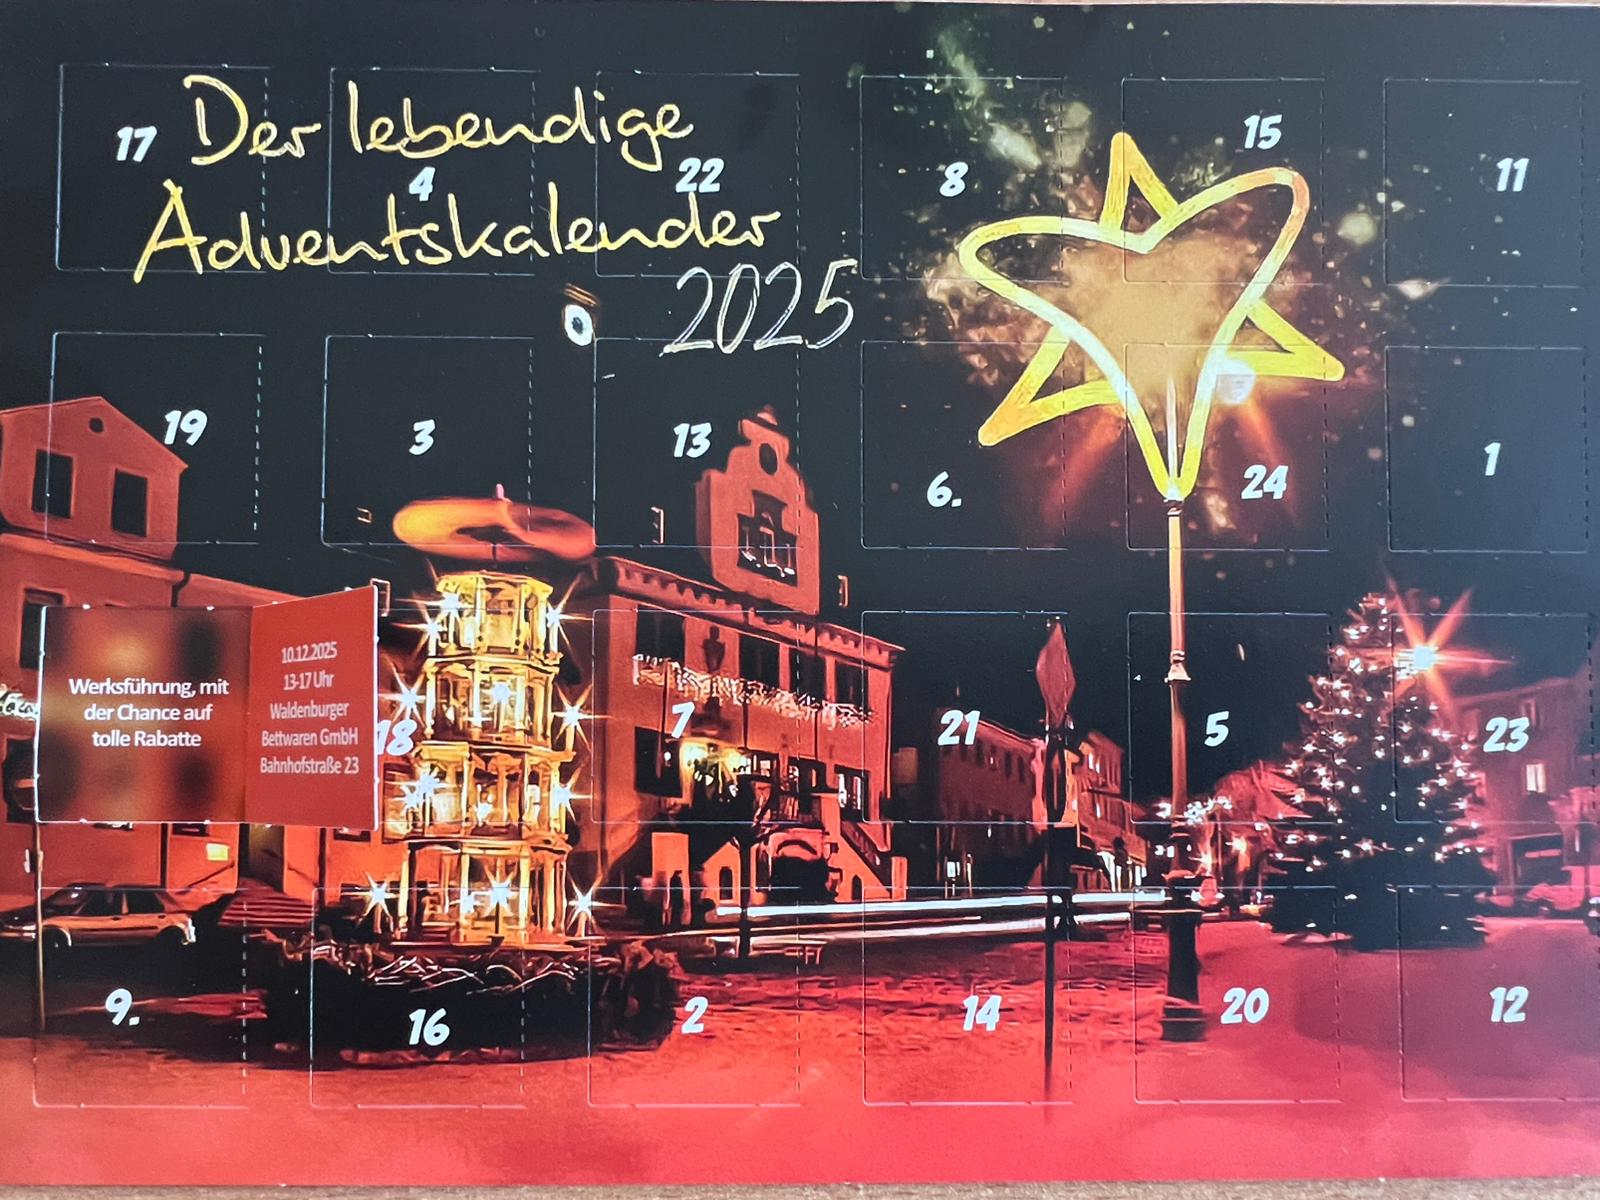 Der lebendige
Adventskalender
2025
17
4
22
8
15
11
19
3
13
6.
24
1
Werksführung, mit
der Chance auf
tolle Rabatte
10.12.2025
13-17 Uhr
Waldenburger
Bettwaren GmbH
Bahnhofstraße 23
18
7
21
5
23
9.
16
2
14
20
12